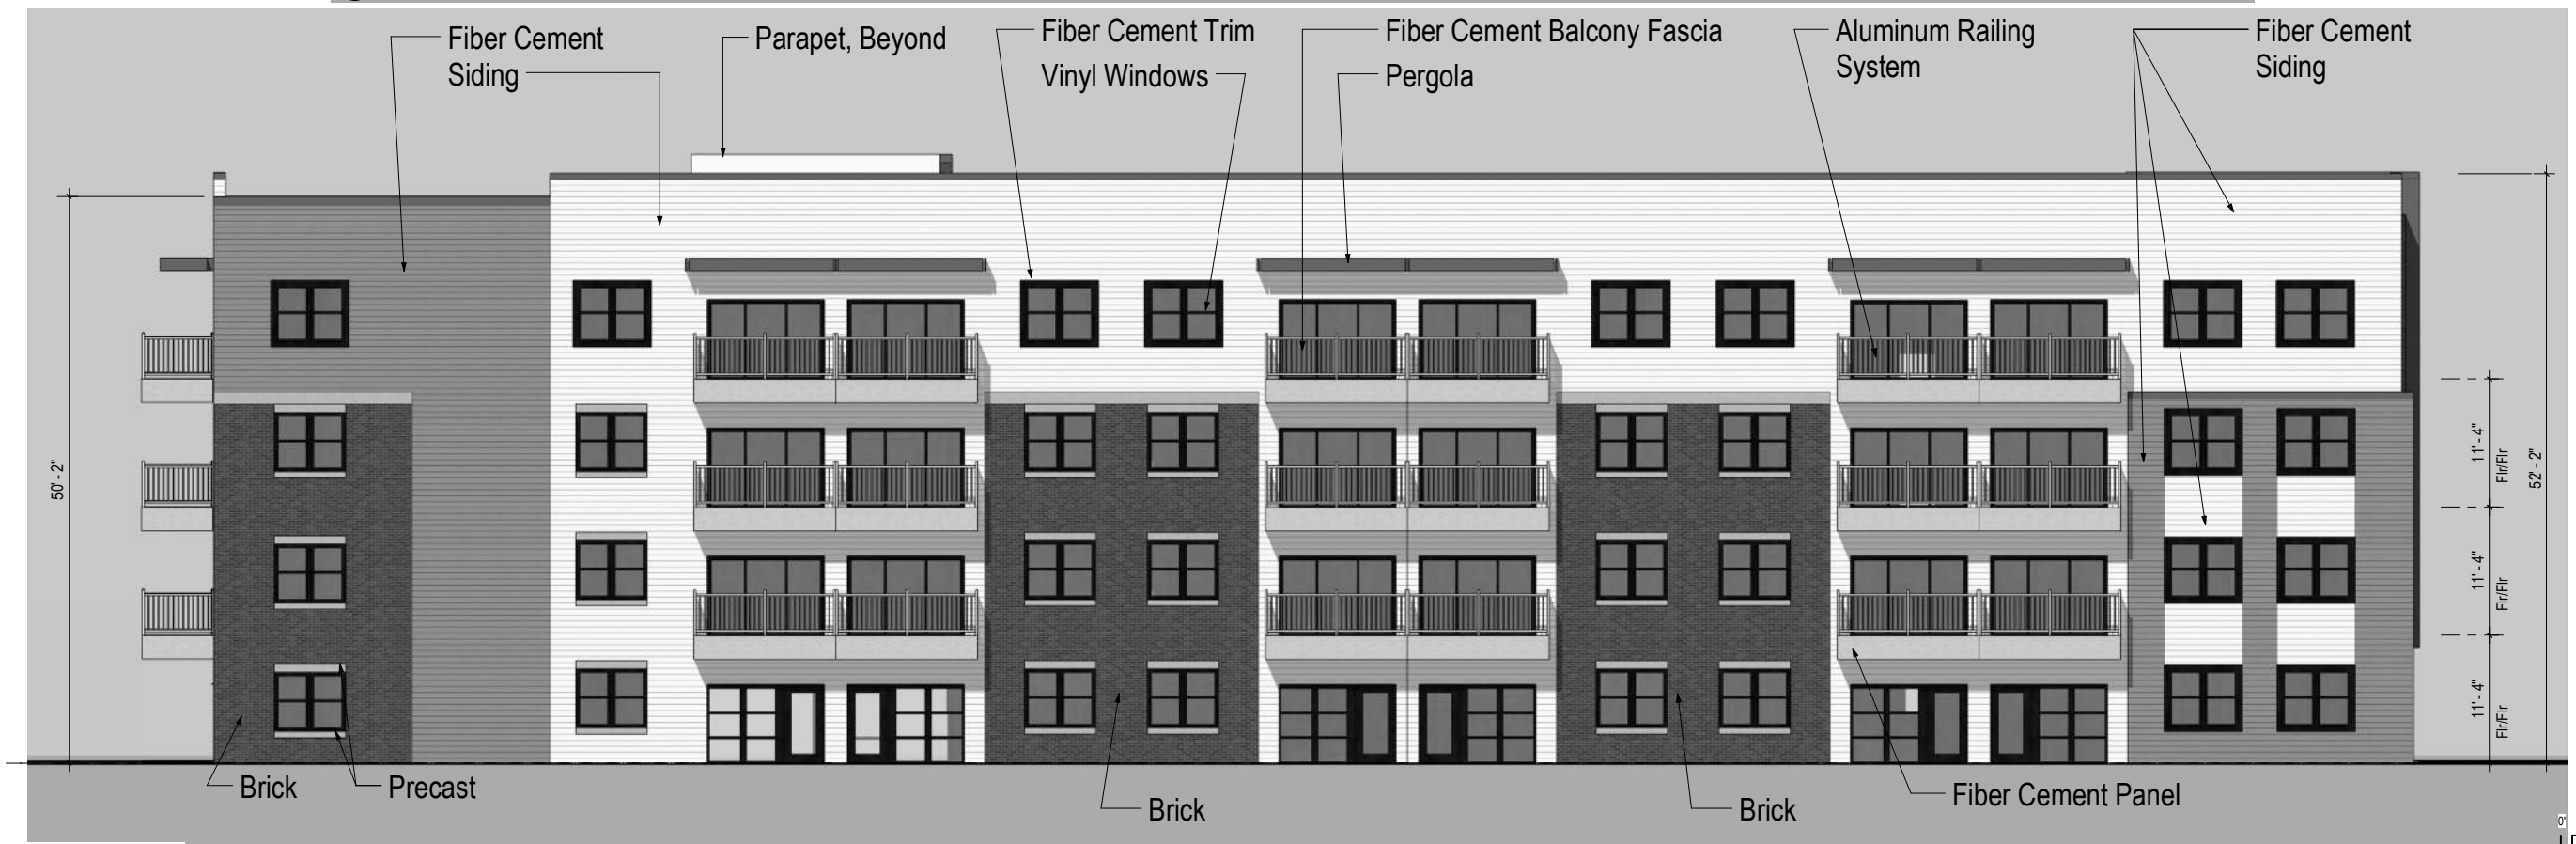 Fiber Cement
Siding
Parapet, Beyond
Fiber Cement Trim
Vinyl Windows
Fiber Cement Balcony Fascia
Pergola
Aluminum Railing
System
Fiber Cement
Siding
50' - 2"
11' - 4"
Flr/Flr
11' - 4"
Flr/Flr
11' - 4"
Flr/Flr
52' - 2"
Brick
Precast
Brick
Brick
Fiber Cement Panel
0'